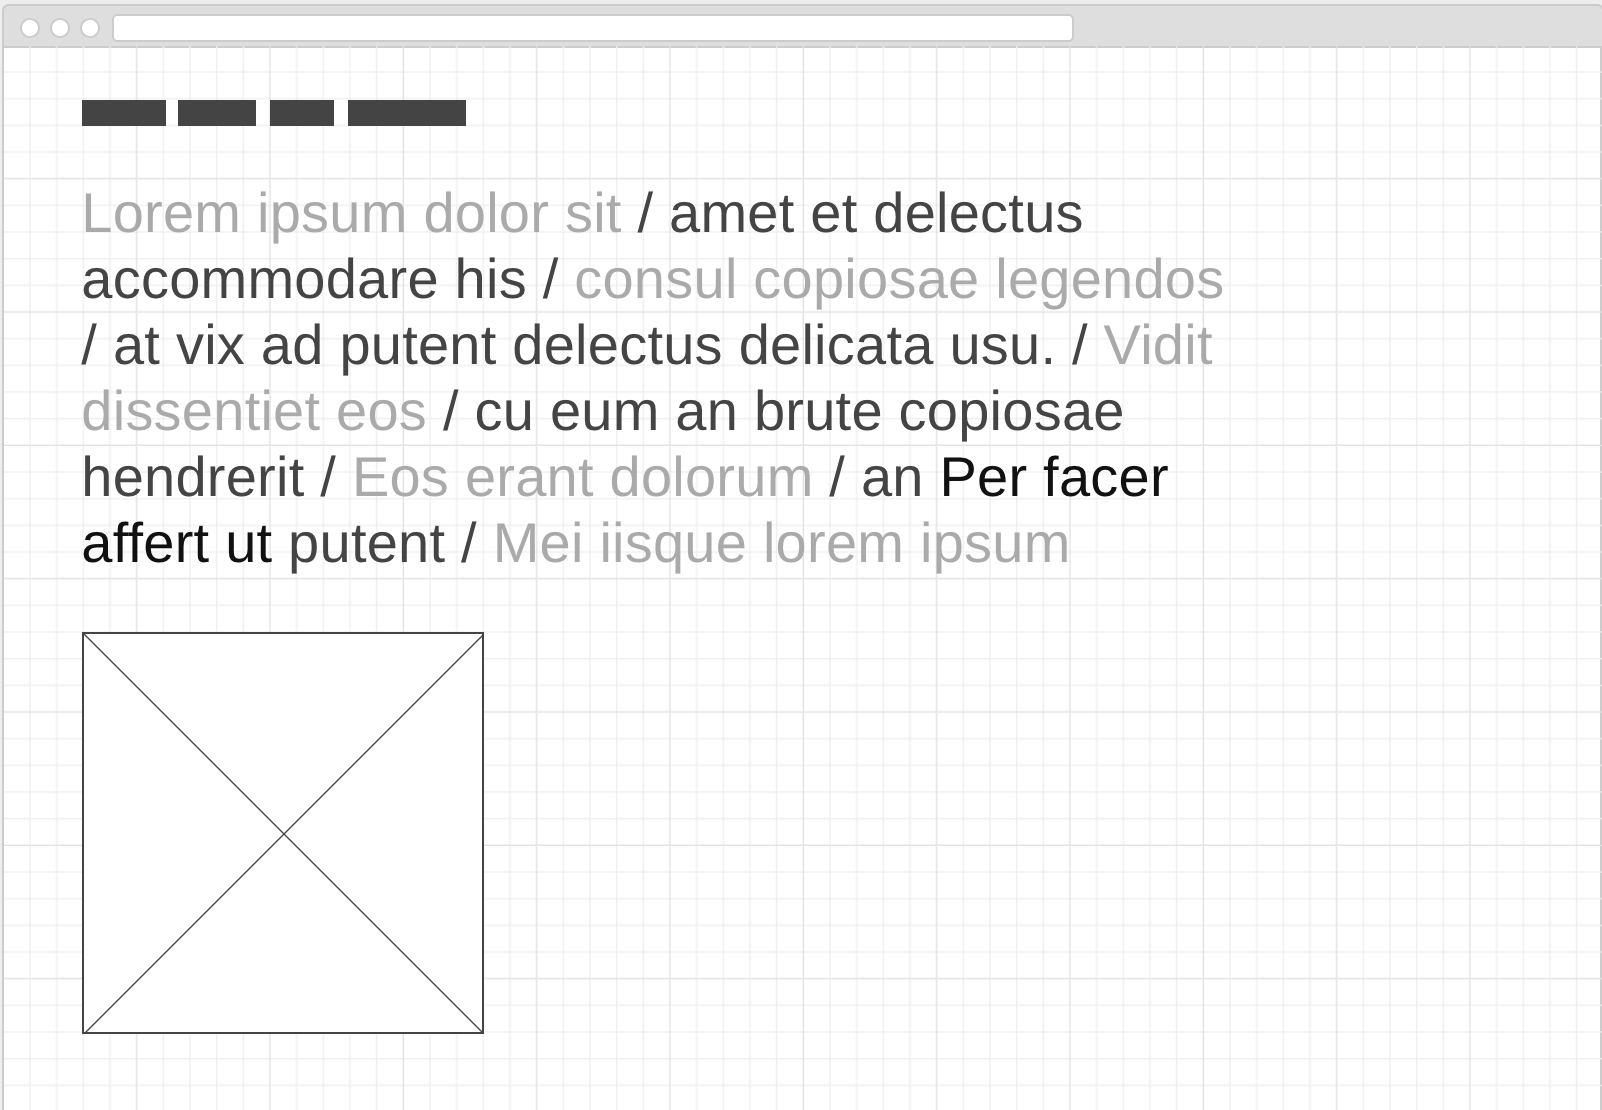 Lorem ipsum dolor sit / amet et delectus
accommodare his / consul copiosae legendos
/ at vix ad putent delectus delicata usu. / Vidit
dissentiet eos / cu eum an brute copiosae
hendrerit / Eos erant dolorum / an Per facer
affert ut putent / Mei iisque lorem ipsum